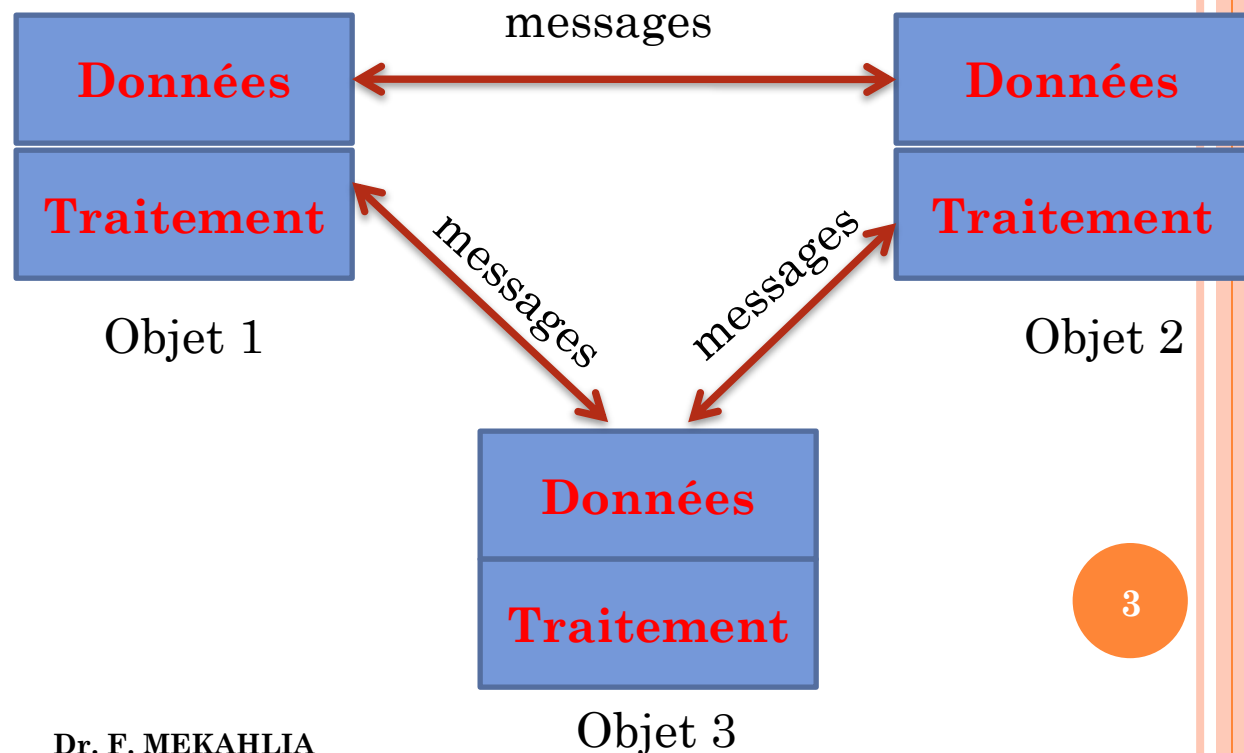 messages
Données
Données
Traitement
Traitement
messages
messages
Objet 1
Objet 2
Données
Traitement
3
Objet 3
Dr. F. MEKAHLIA